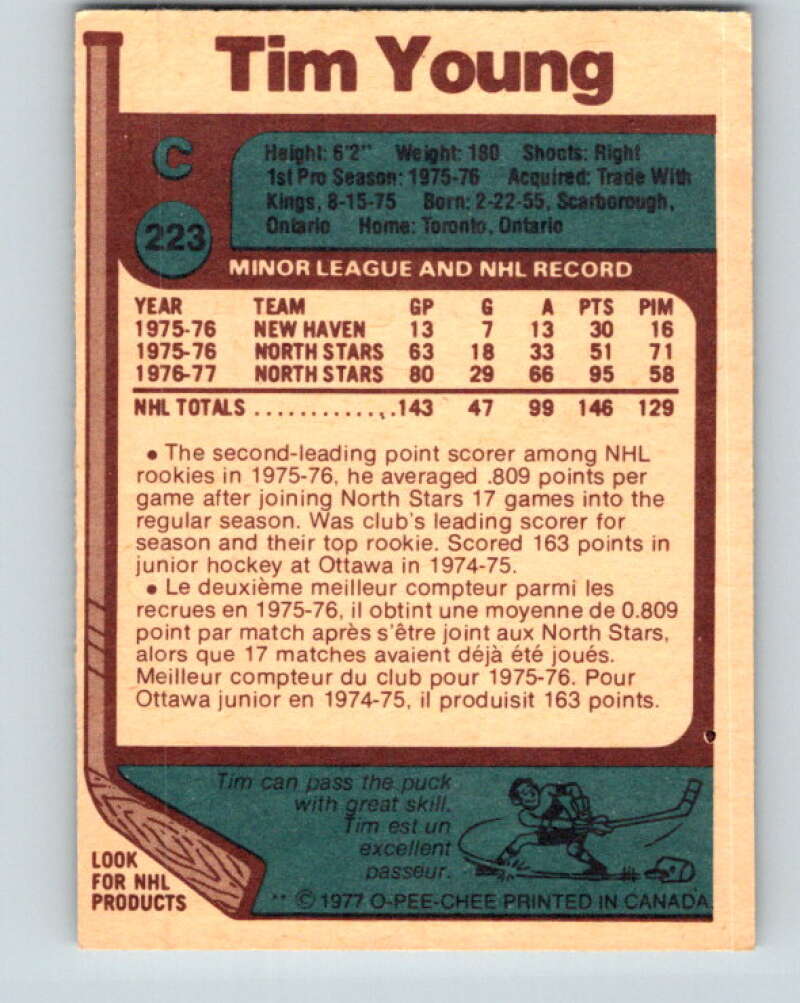 Tim Young
C
Height: 6'2" Weight: 180 Shoots: Right
1st Pro Season: 1975-76 Acquired: Trade With
Kings, 8-15-75 Born: 2-22-55, Scarborough,
Ontario Home: Toronto, Ontario
223
MINOR LEAGUE AND NHL RECORD
YEAR TEAM GP G A PTS PIM
1975-76 NEW HAVEN 13 7 13 30 16
1975-76 NORTH STARS 63 18 33 51 71
1976-77 NORTH STARS 80 29 66 95 58
NHL TOTALS .............143 47 99 146 129
• The second-leading point scorer among NHL
rookies in 1975-76, he averaged .809 points per
game after joining North Stars 17 games into the
regular season. Was club's leading scorer for
season and their top rookie. Scored 163 points in
junior hockey at Ottawa in 1974-75.
• Le deuxième meilleur compteur parmi les
recrues en 1975-76, il obtint une moyenne de 0.809
point par match après s'être joint aux North Stars,
alors que 17 matches avaient déjà été joués.
Meilleur compteur du club pour 1975-76. Pour
Ottawa junior en 1974-75, il produisit 163 points.
Tim can pass the puck
with great skill.
Tim est un
excellent
passeur.
LOOK
FOR NHL
PRODUCTS
** © 1977 O-PEE-CHEE PRINTED IN CANADA